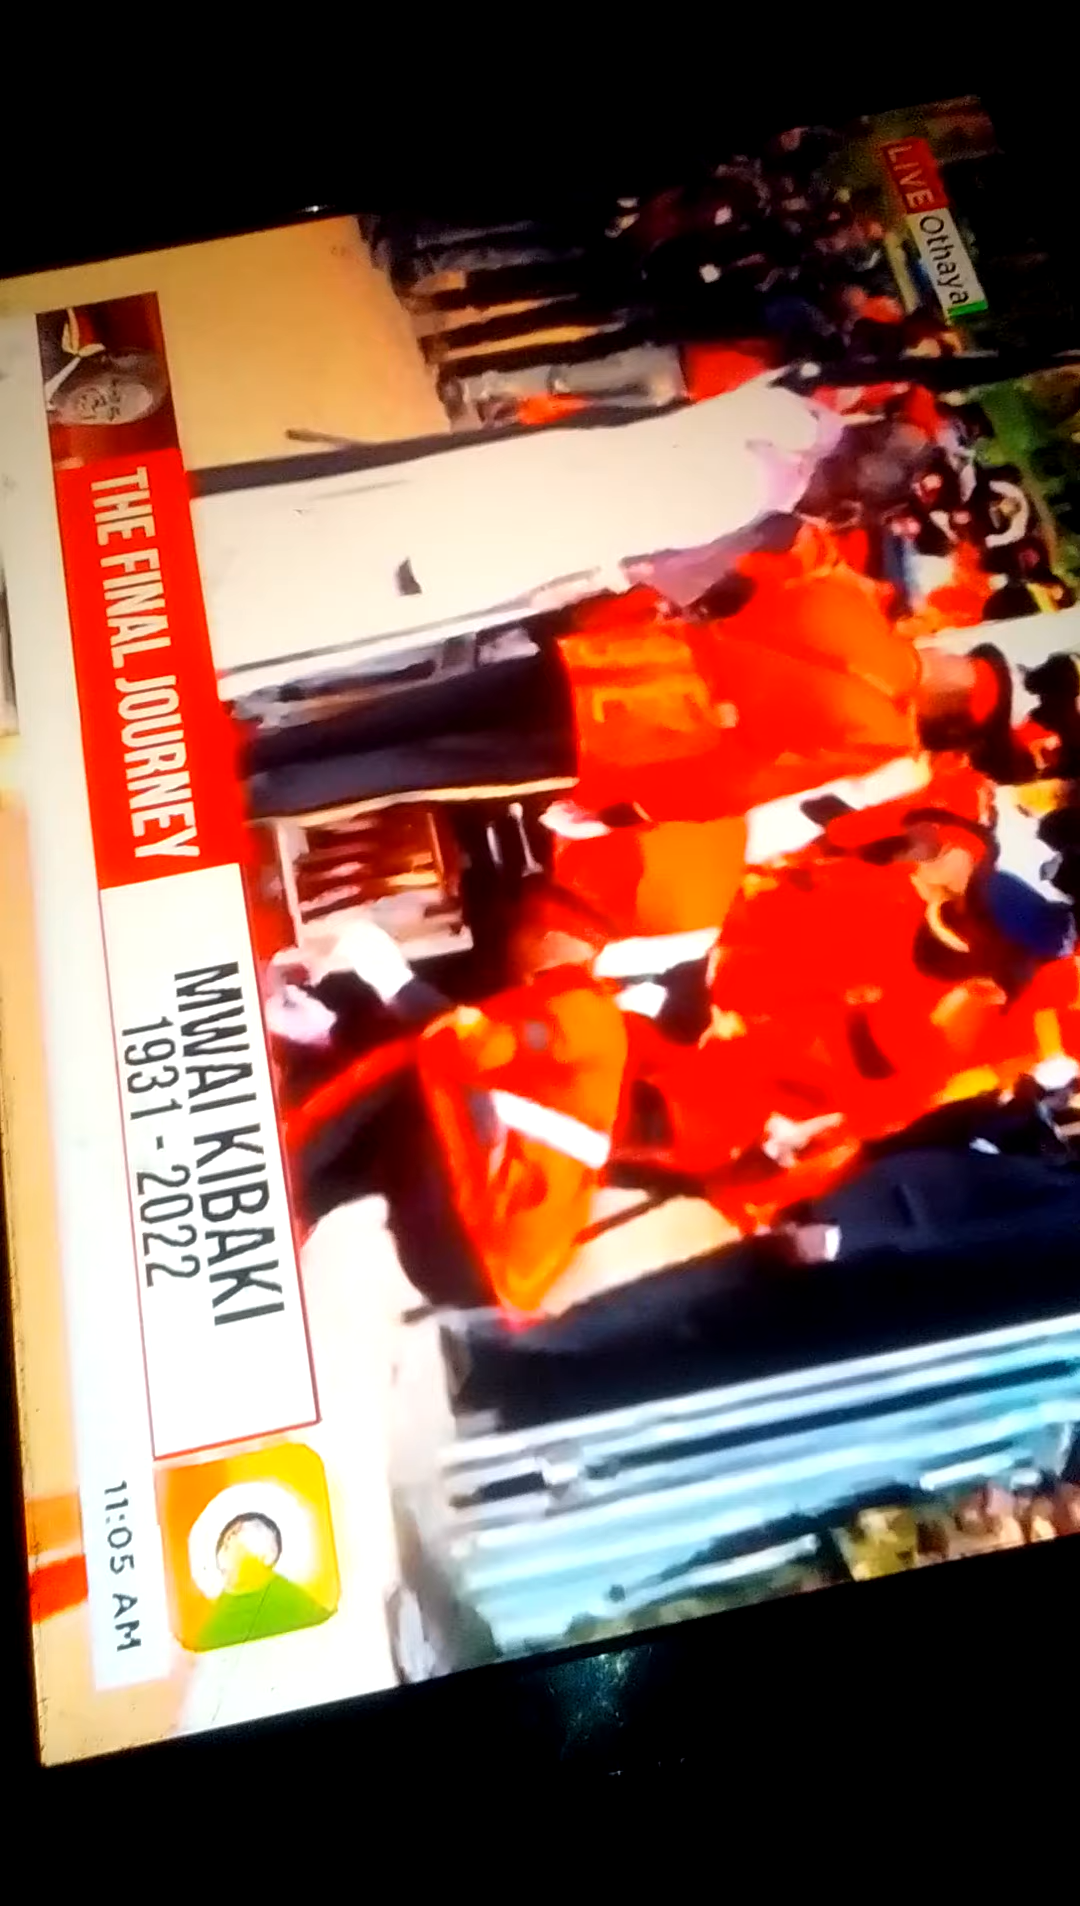 LIVE Othaya
THE FINAL JOURNEY
MWAI KIBAKI
1931 - 2022
11:05 AM